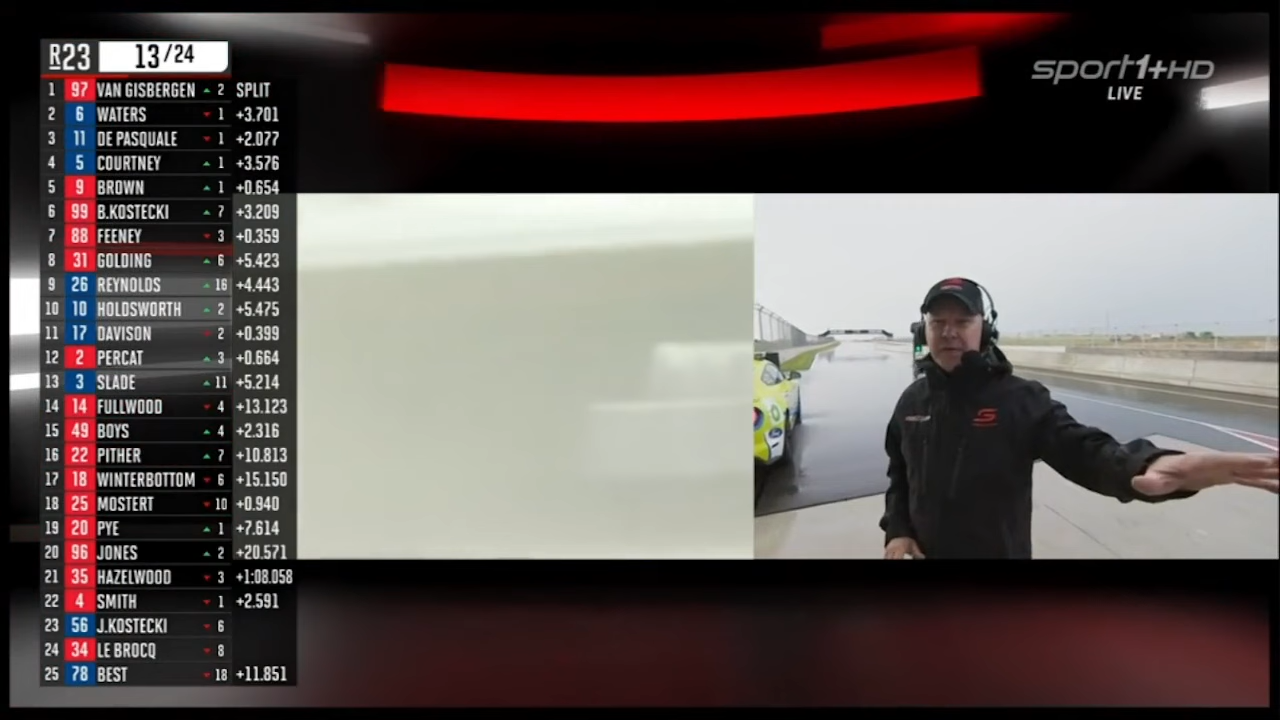 R23 13/24
sport1+HD
LIVE
1 97 VAN GISBERGEN 2 SPLIT
2 6 WATERS 1 +3.701
3 11 DE PASQUALE 1 +2.077
4 5 COURTNEY 1 +3.576
5 9 BROWN 1 +0.654
6 99 B.KOSTECKI 7 +3.209
7 88 FEENEY 3 +0.359
8 31 GOLDING 6 +5.423
9 26 REYNOLDS 16 +4.443
10 10 HOLDSWORTH 2 +5.475
11 17 DAVISON 2 +0.399
12 2 PERCAT 3 +0.664
13 3 SLADE 11 +5.214
14 14 FULLWOOD 4 +13.123
15 49 BOYS 4 +2.316
16 22 PITHER 7 +10.813
17 18 WINTERBOTTOM 6 +15.150
18 25 MOSTERT 10 +0.940
19 20 PYE 1 +7.614
20 96 JONES 2 +20.571
21 35 HAZELWOOD 3 +1:08.058
22 4 SMITH 1 +2.591
23 56 J.KOSTECKI 6
24 34 LE BROCQ 8
25 78 BEST 18 +11.851